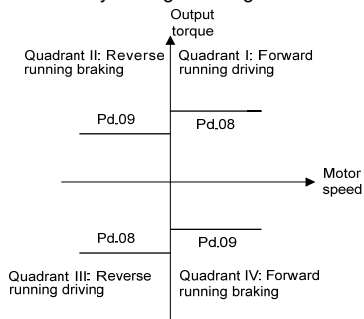 Output
torque
Quadrant II: Reverse
running braking
Quadrant I: Forward
running driving
Pd.09
Pd.08
Motor
speed
Pd.08
Pd.09
Quadrant III: Reverse
running driving
Quadrant IV: Forward
running braking